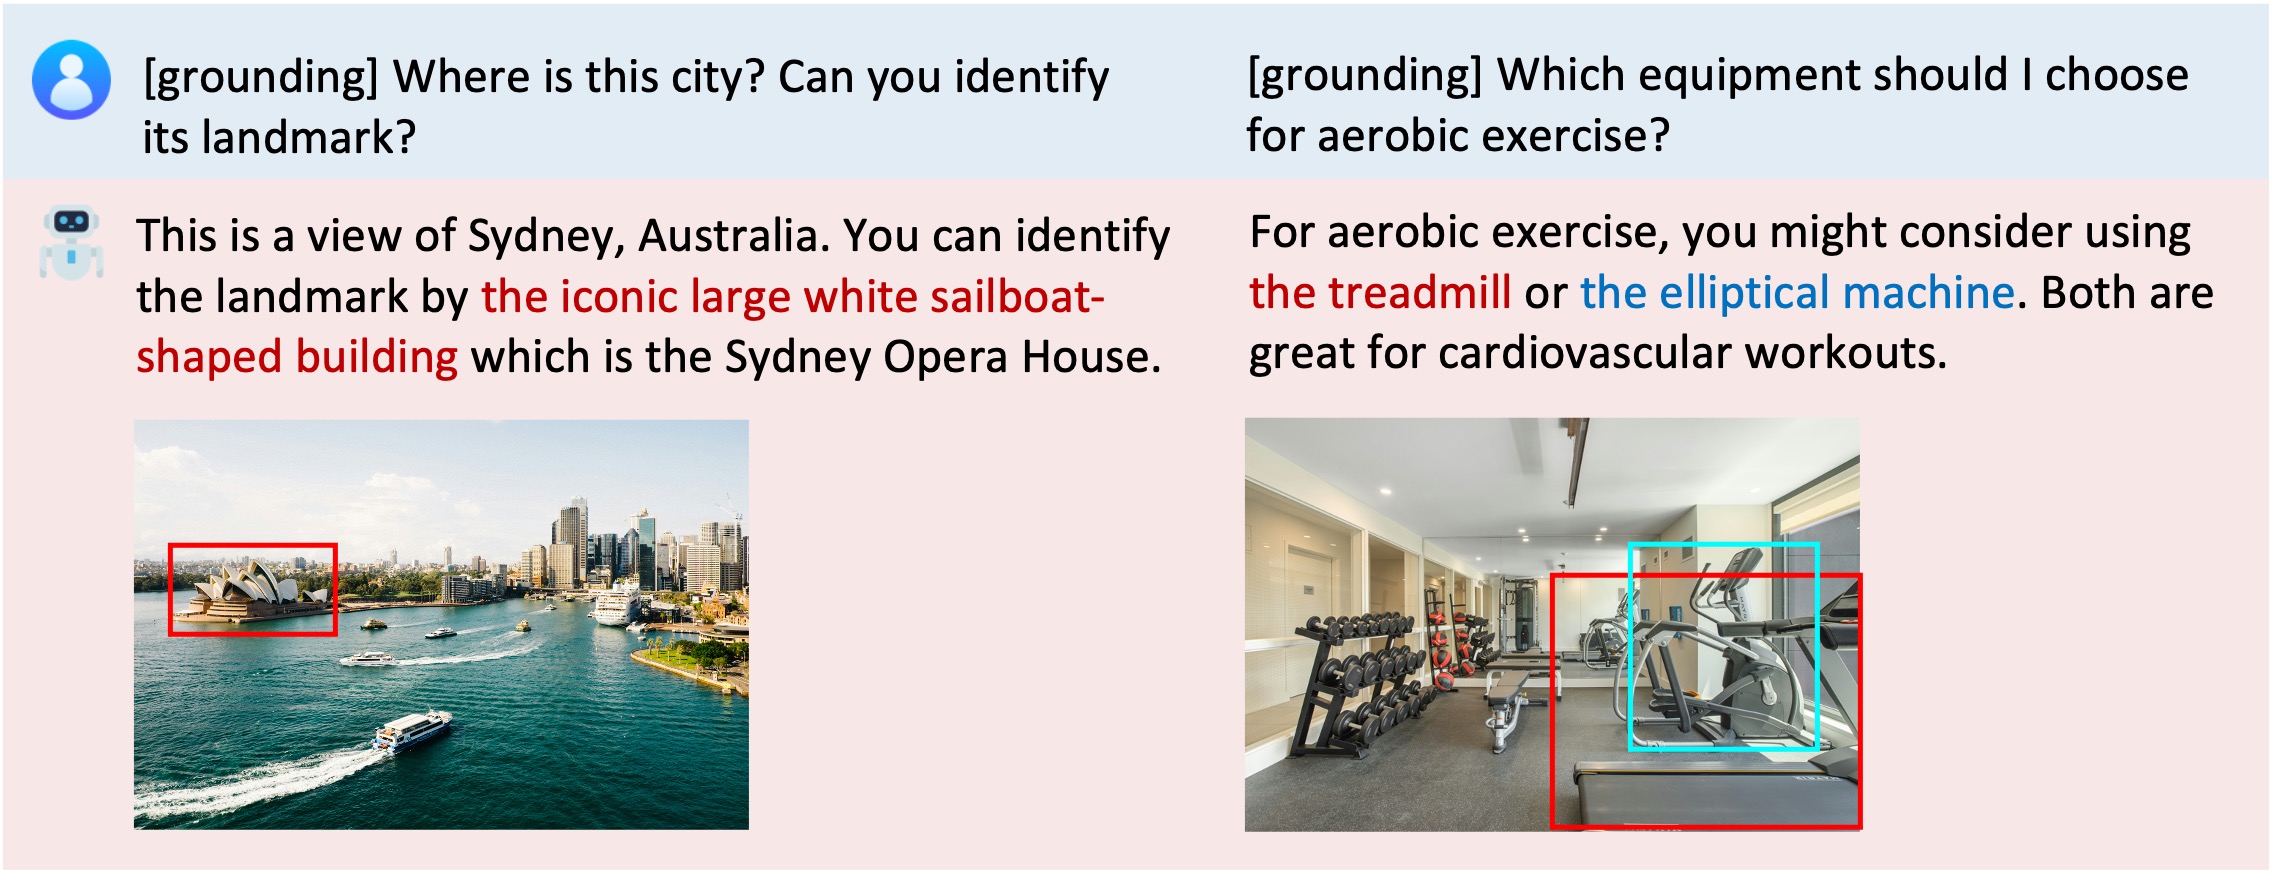 [grounding] Where is this city? Can you identify
its landmark?
This is a view of Sydney, Australia. You can identify
the landmark by the iconic large white sailboat-
shaped building which is the Sydney Opera House.
[grounding] Which equipment should I choose
for aerobic exercise?
For aerobic exercise, you might consider using
the treadmill or the elliptical machine. Both are
great for cardiovascular workouts.